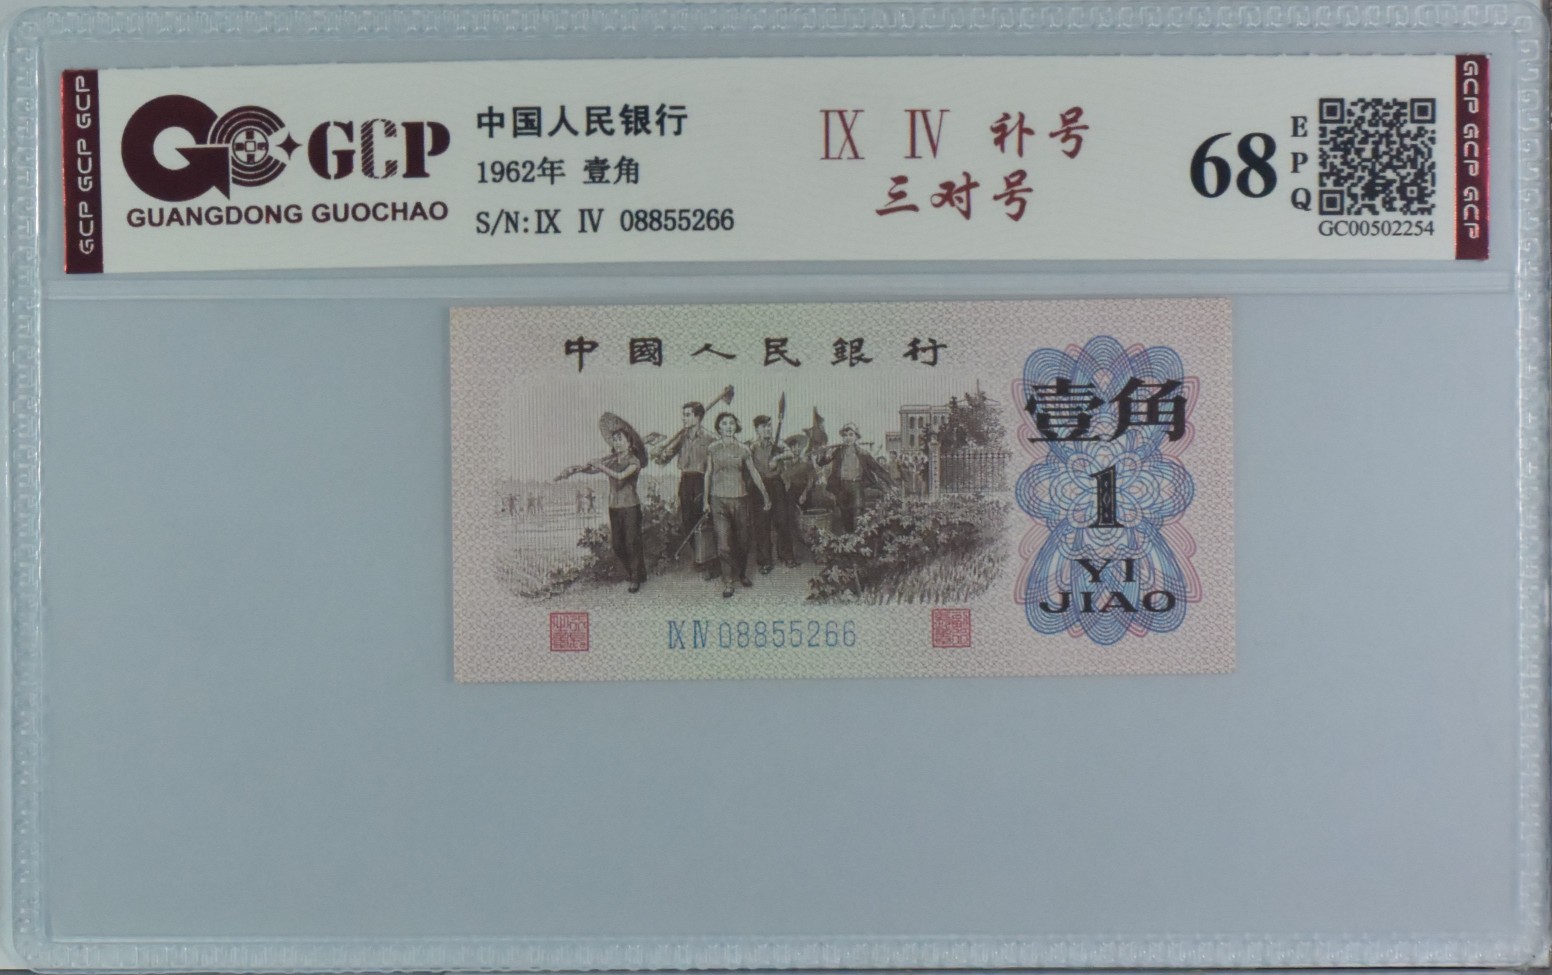 GCP GCP GCP
GCP
GUANGDONG GUOCHAO
中国人民银行
1962年 壹角
S/N:Ⅸ Ⅳ 08855266
Ⅸ Ⅳ 补号
三对号
68
EPQ
GC00502254
GCP GCP GCP GCP
中國人民銀行
壹角
1
YI
JIAO
ⅨⅣ08855266